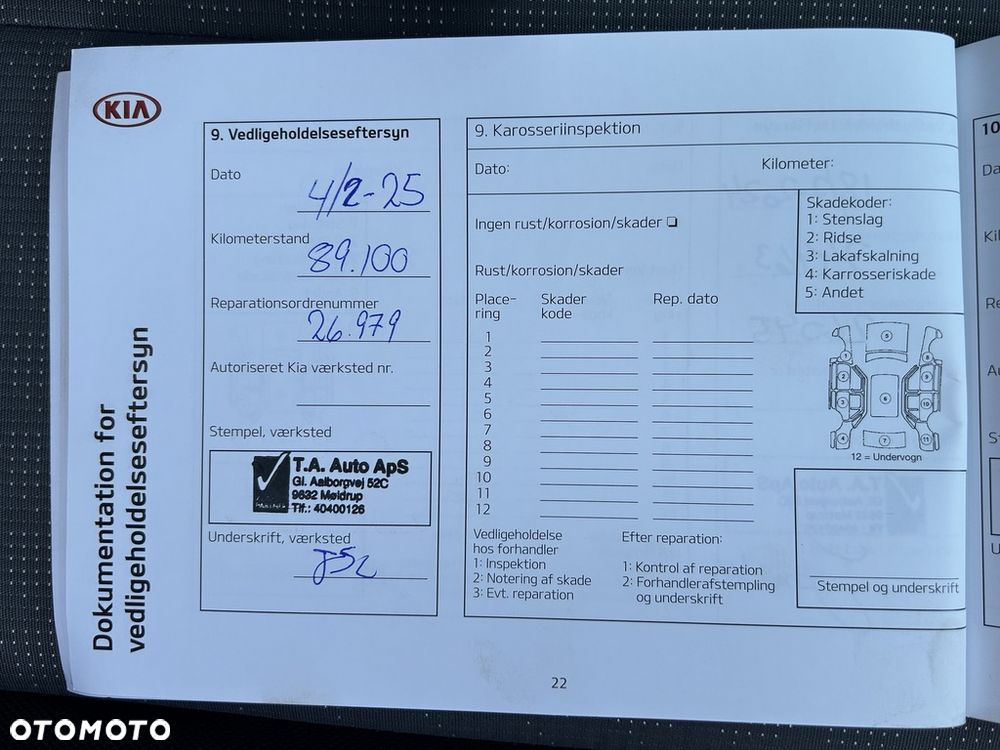 KIA
Dokumentation for
vedligeholdelseseftersyn
9. Vedligeholdelseseftersyn
Dato
4/2-25
Kilometerstand
89.100
Reparationsordrenummer
26.979
Autoriseret Kia værksted nr.
Stempel, værksted
T.A. Auto ApS
Gl. Aalborgvej 52C
9632 Møldrup
Tlf.: 40400126
Underskrift, værksted
9. Karosseriinspektion
Dato:
Kilometer:
Ingen rust/korrosion/skader
Rust/korrosion/skader
Skadekoder:
1: Stenslag
2: Ridse
3: Lakafskalning
4: Karrosseriskade
5: Andet
Place-
ring
Skader
kode
Rep. dato
1
2
3
4
5
6
7
8
9
10
11
12
12 = Undervogn
Vedligeholdelse
hos forhandler
1: Inspektion
2: Notering af skade
3: Evt. reparation
Efter reparation:
1: Kontrol af reparation
2: Forhandlerafstempling
og underskrift
Stempel og underskrift
22
10
OTOMOTO